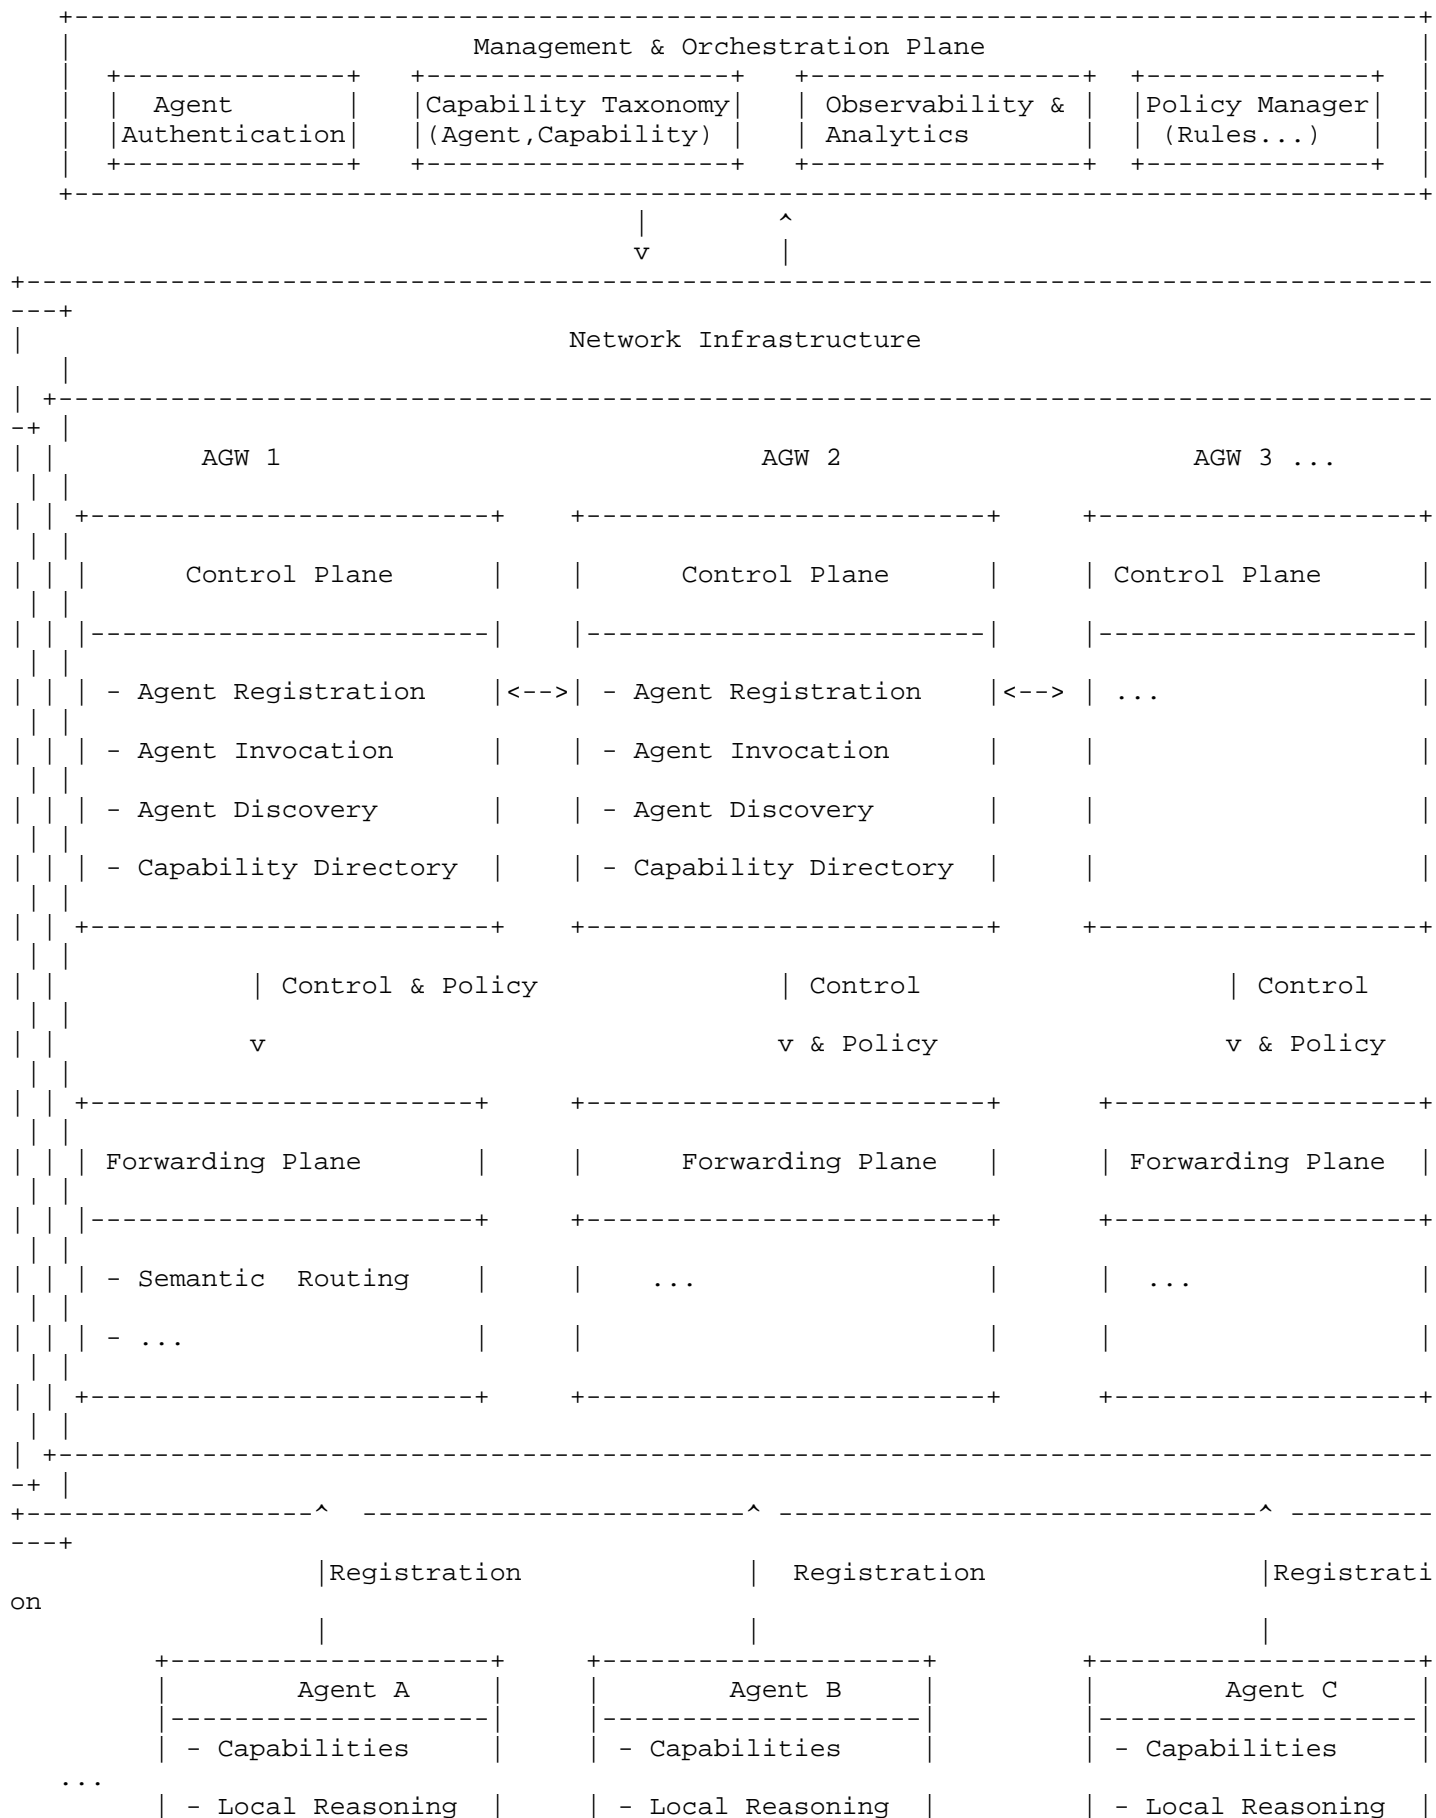 +------------------------------------------------------------------------------------+
| Management & Orchestration Plane |
| +--------------+ +-------------------+ +----------------+ +--------------+ |
| | Agent | |Capability Taxonomy| | Observability & | |Policy Manager| |
| |Authentication| |(Agent,Capability) | | Analytics | | (Rules...) | |
| +--------------+ +-------------------+ +----------------+ +--------------+ |
+------------------------------------------------------------------------------------+
| ^
v |
+----------------------------------------------------------------------------------------
---+
| Network Infrastructure
|
| +--------------------------------------------------------------------------------------
-+ |
| | AGW 1 AGW 2 AGW 3 ...
| |
| | +-------------------------+ +-------------------------+ +--------------------+
| |
| | | Control Plane | | Control Plane | | Control Plane |
| |
| | |-------------------------| |-------------------------| |--------------------|
| |
| | | - Agent Registration |<-->| - Agent Registration |<--> | ... |
| |
| | | - Agent Invocation | | - Agent Invocation | | |
| |
| | | - Agent Discovery | | - Agent Discovery | | |
| |
| | | - Capability Directory | | - Capability Directory | | |
| |
| | +-------------------------+ +-------------------------+ +--------------------+
| |
| | | Control & Policy | Control | Control
| |
| | v v & Policy v & Policy
| |
| | +------------------------+ +-------------------------+ +-------------------+
| |
| | | Forwarding Plane | | Forwarding Plane | | Forwarding Plane |
| |
| | |------------------------+ +-------------------------+ +-------------------+
| |
| | | - Semantic Routing | | ... | | ... |
| |
| | | - ... | | | | |
| |
| | +------------------------+ +-------------------------+ +-------------------+
| |
| +--------------------------------------------------------------------------------------
-+ |
+------------------^ ------------------------^ ------------------------------^ ---------
---+
|Registration | Registration |Registrati
on
| | |
+--------------------+ +--------------------+ +--------------------+
| Agent A | | Agent B | | Agent C |
|--------------------| |--------------------| |--------------------|
| - Capabilities | | - Capabilities | | - Capabilities |
...
| - Local Reasoning | | - Local Reasoning | | - Local Reasoning |